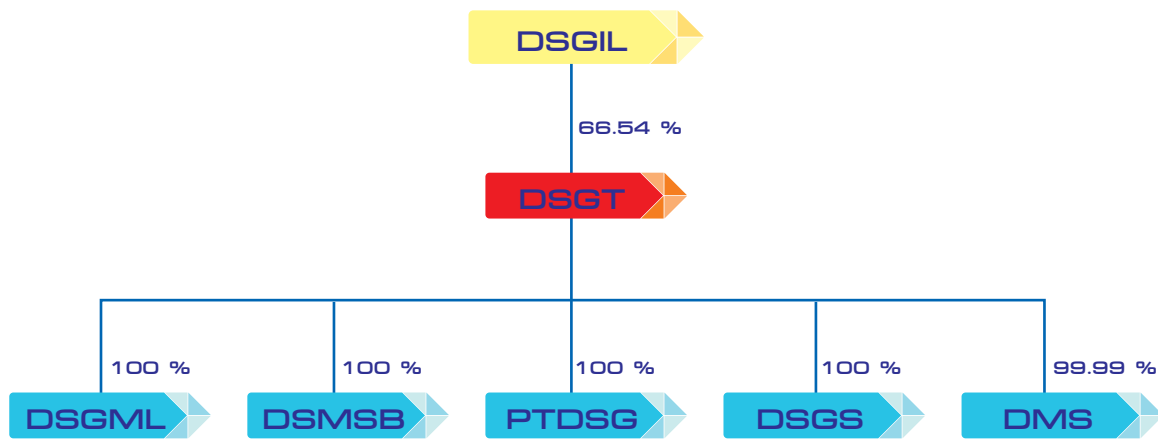 DSGIL
66.54 %
DSGT
100 % 100 % 100 % 100 % 99.99 %
DSGML DSMSB PTDSG DSGS DMS